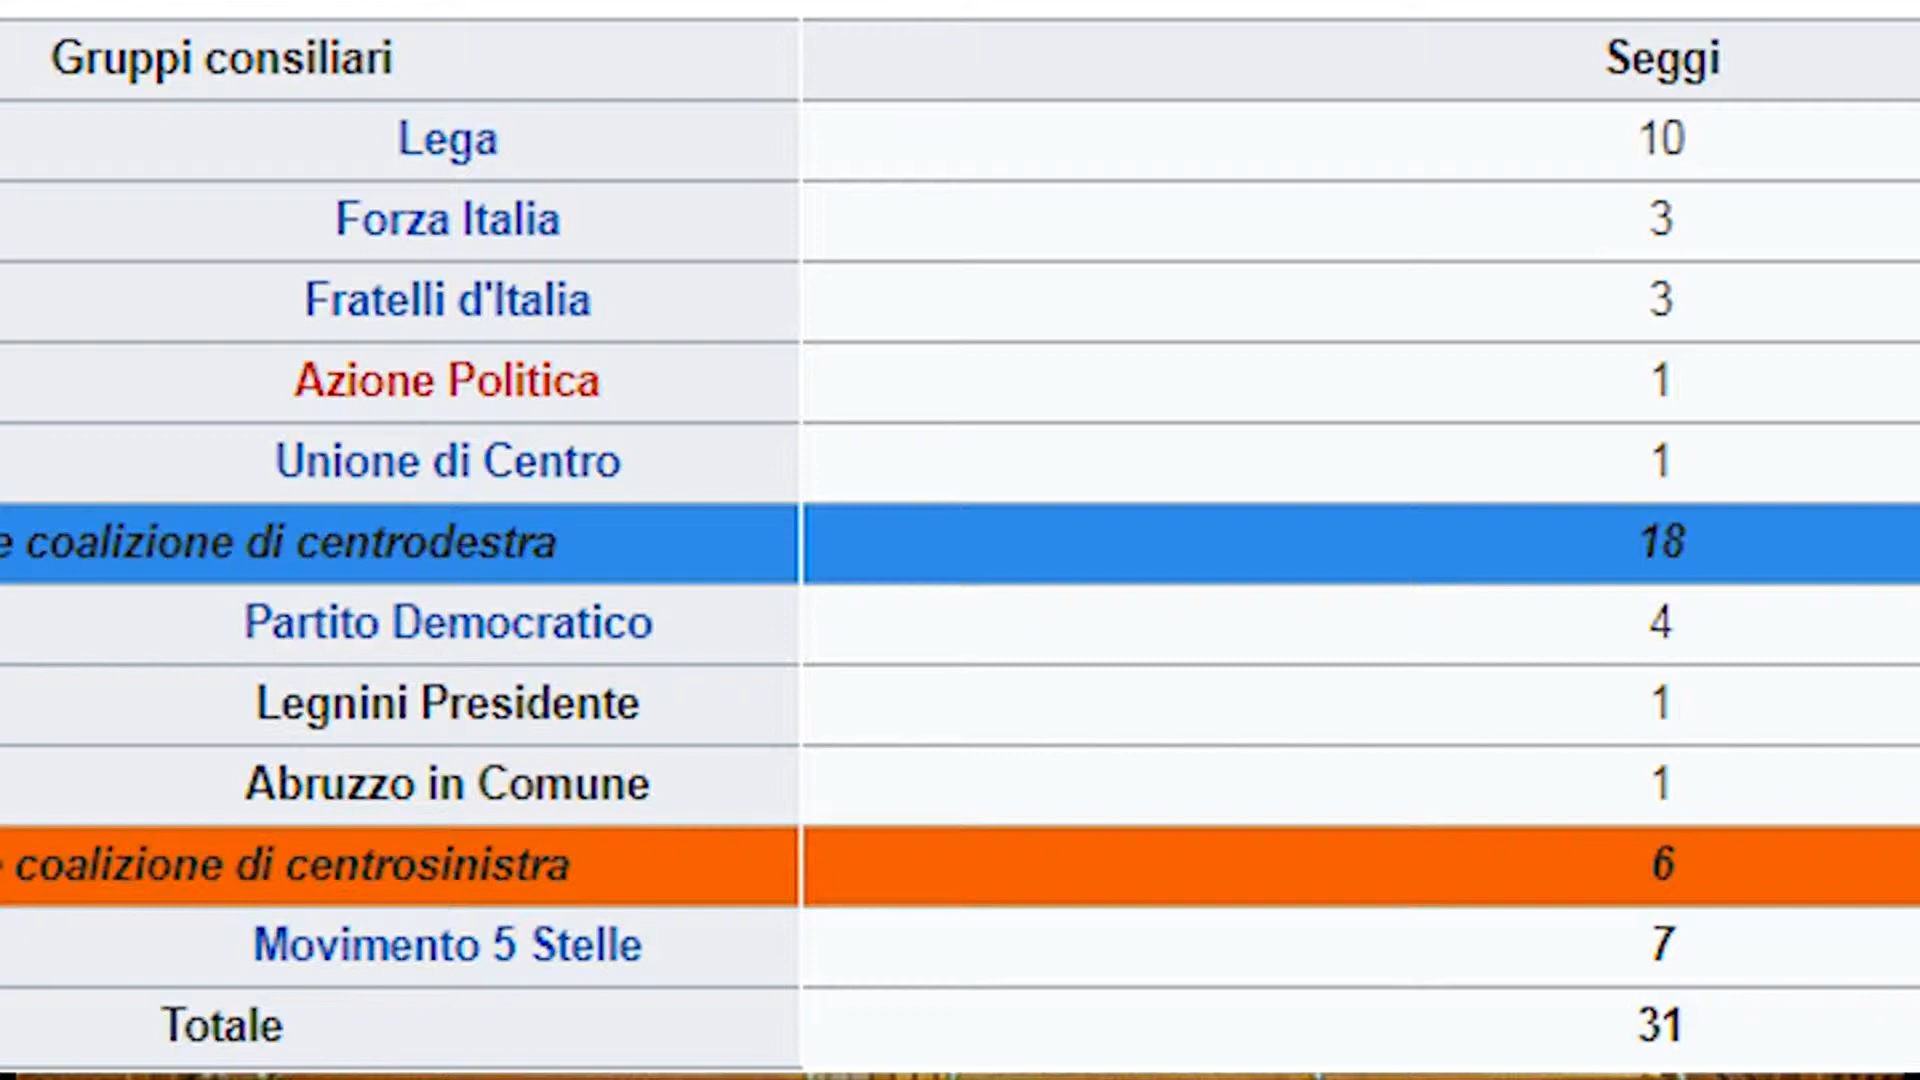 Gruppi consiliari Seggi
Lega 10
Forza Italia 3
Fratelli d'Italia 3
Azione Politica 1
Unione di Centro 1
e coalizione di centrodestra 18
Partito Democratico 4
Legnini Presidente 1
Abruzzo in Comune 1
coalizione di centrosinistra 6
Movimento 5 Stelle 7
Totale 31